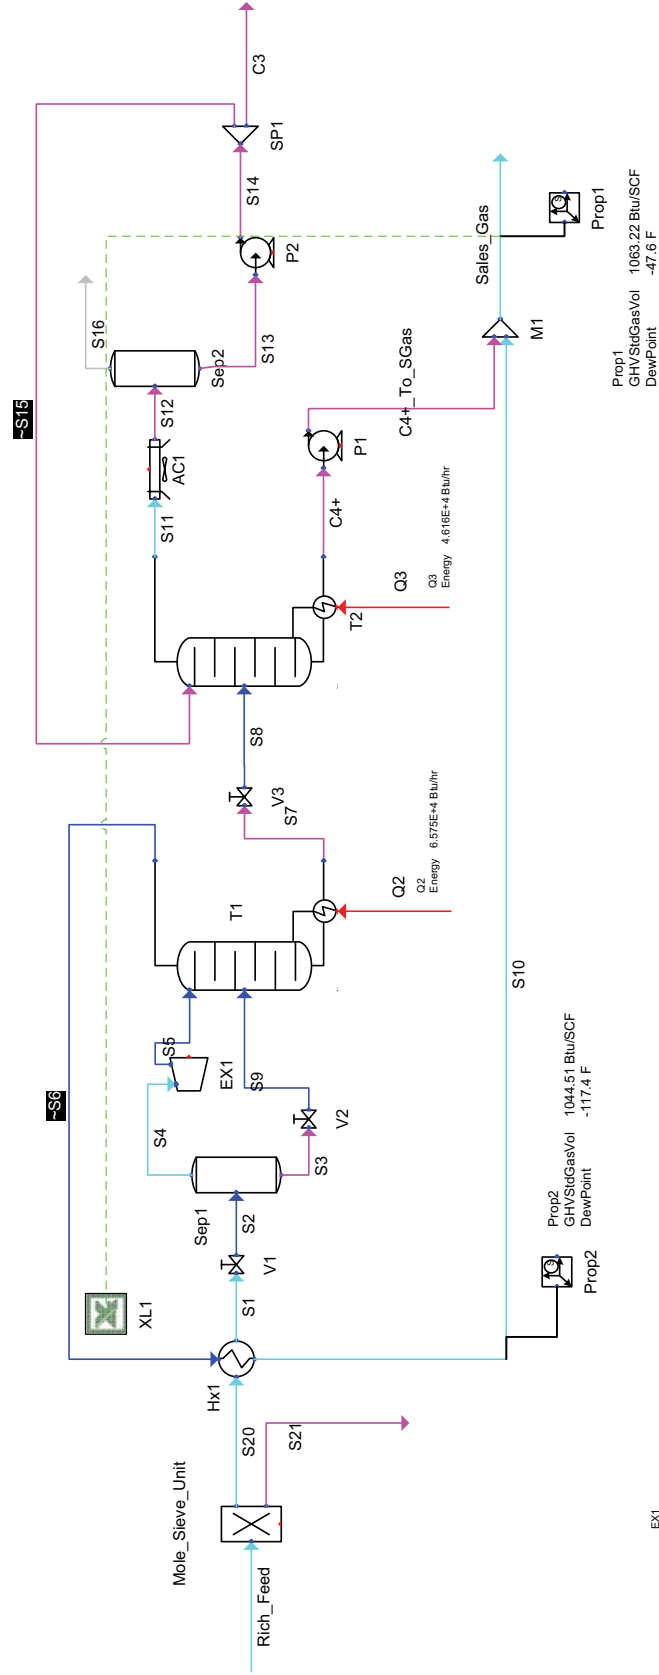 Rich_Feed
Mole_Sieve_Unit
S20
S21
Hx1
S1
V1
S2
Sep1
S3
V2
S4
EX1
S5
S9
~S6
XL1
T1
Q2
Q2
Energy 6.575E+4 Btu/hr
S7
V3
S8
T2
Q3
Q3
Energy 4.616E+4 Btu/hr
S11
AC1
S12
Sep2
S16
S13
P2
S14
SP1
C3
~S15
C4+
P1
C4+_To_SGas
M1
Sales_Gas
S10
Prop2
Prop2
GHVStdGasVol 1044.51 Btu/SCF
DewPoint -117.4 F
Prop1
Prop1
GHVStdGasVol 1063.22 Btu/SCF
DewPoint -47.6 F
EX1